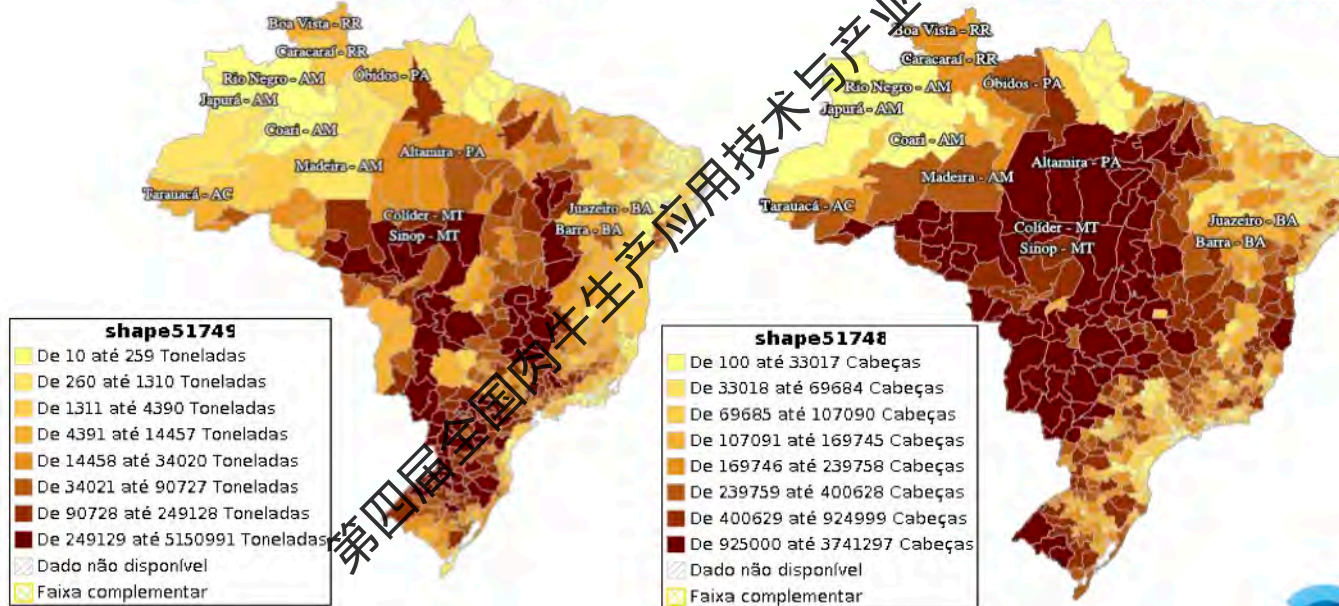 Boa Vista - RR
Caracaraí - RR
Rio Negro - AM
Óbidos - PA
Japurá - AM
Coari - AM
Altamira - PA
Madeira - AM
Tarauacá - AC
Colíder - MT
Juazeiro - BA
Sinop - MT
Barra - BA
shape51749
De 10 até 259 Toneladas
De 260 até 1310 Toneladas
De 1311 até 4390 Toneladas
De 4391 até 14457 Toneladas
De 14458 até 34020 Toneladas
De 34021 até 90727 Toneladas
De 90728 até 249128 Toneladas
De 249129 até 5150991 Toneladas
Dado não disponível
Faixa complementar
Boa Vista - RR
Caracaraí - RR
Rio Negro - AM
Óbidos - PA
Japurá - AM
Coari - AM
Altamira - PA
Madeira - AM
Tarauacá - AC
Colíder - MT
Juazeiro - BA
Sinop - MT
Barra - BA
shape51748
De 100 até 33017 Cabeças
De 33018 até 69684 Cabeças
De 69685 até 107090 Cabeças
De 107091 até 169745 Cabeças
De 169746 até 239758 Cabeças
De 239759 até 400628 Cabeças
De 400629 até 924999 Cabeças
De 925000 até 3741297 Cabeças
Dado não disponível
Faixa complementar
第四届全国肉牛生产应用技术与产业